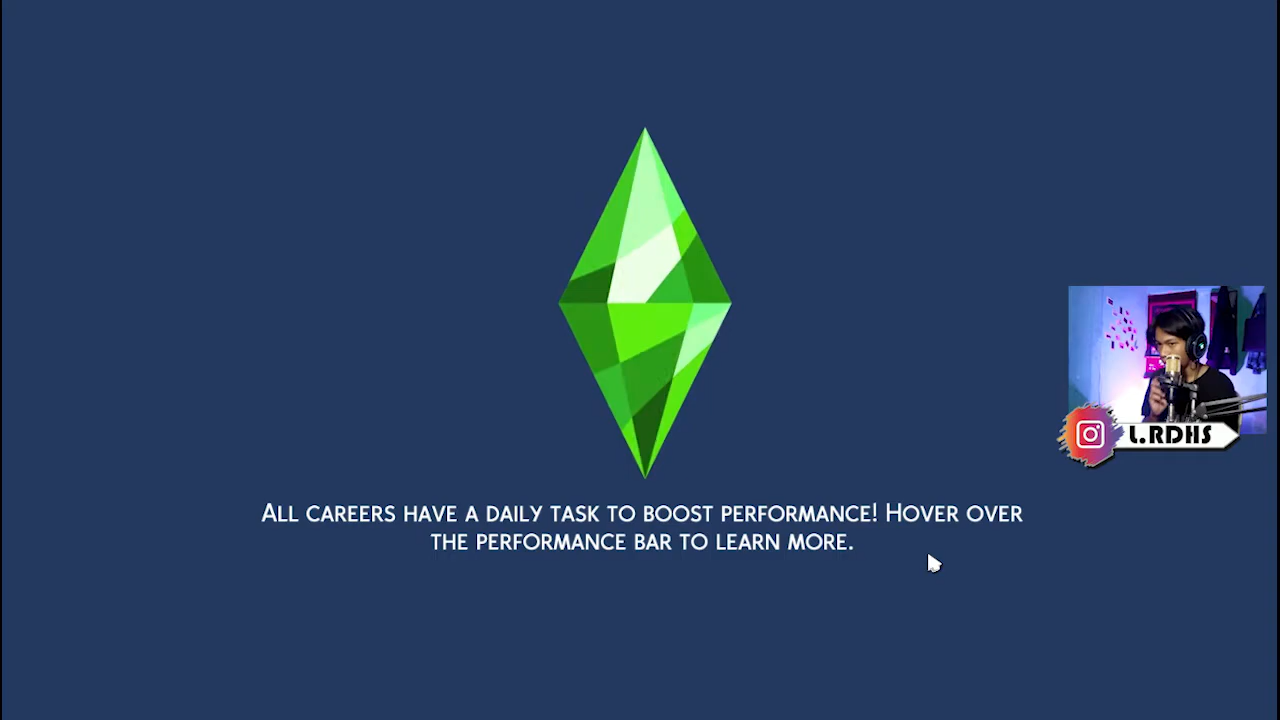 All careers have a daily task to boost performance! Hover over
the performance bar to learn more.
L.RDHS